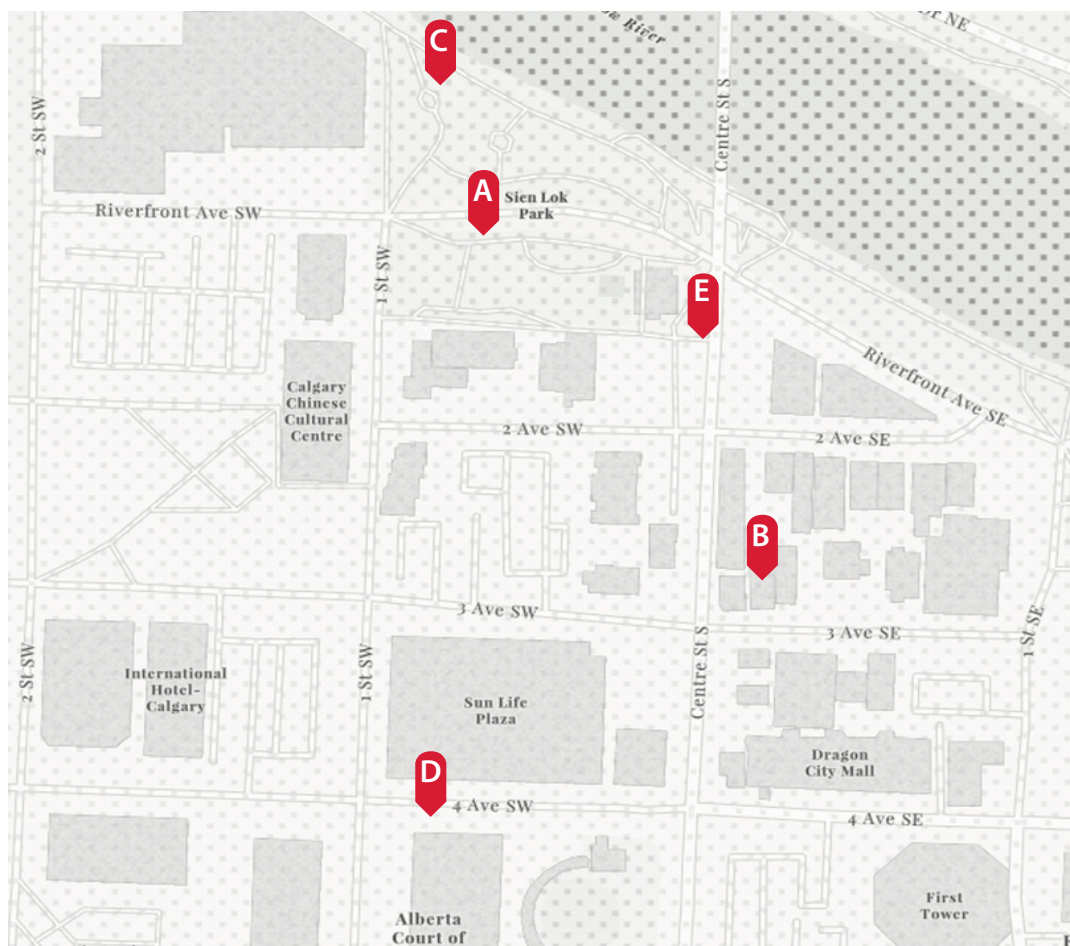 River
NE
C
2 St SW
Centre St S
A
Sien Lok
Park
Riverfront Ave SW
1 St SW
E
Riverfront Ave SE
Calgary
Chinese
Cultural
Centre
2 Ave SW
2 Ave SE
B
3 Ave SW
3 Ave SE
1 St SE
2 St SW
International
Hotel-
Calgary
1 St SW
Sun Life
Plaza
Centre St S
D
Dragon
City Mall
4 Ave SW
4 Ave SE
First
Tower
Alberta
Court of